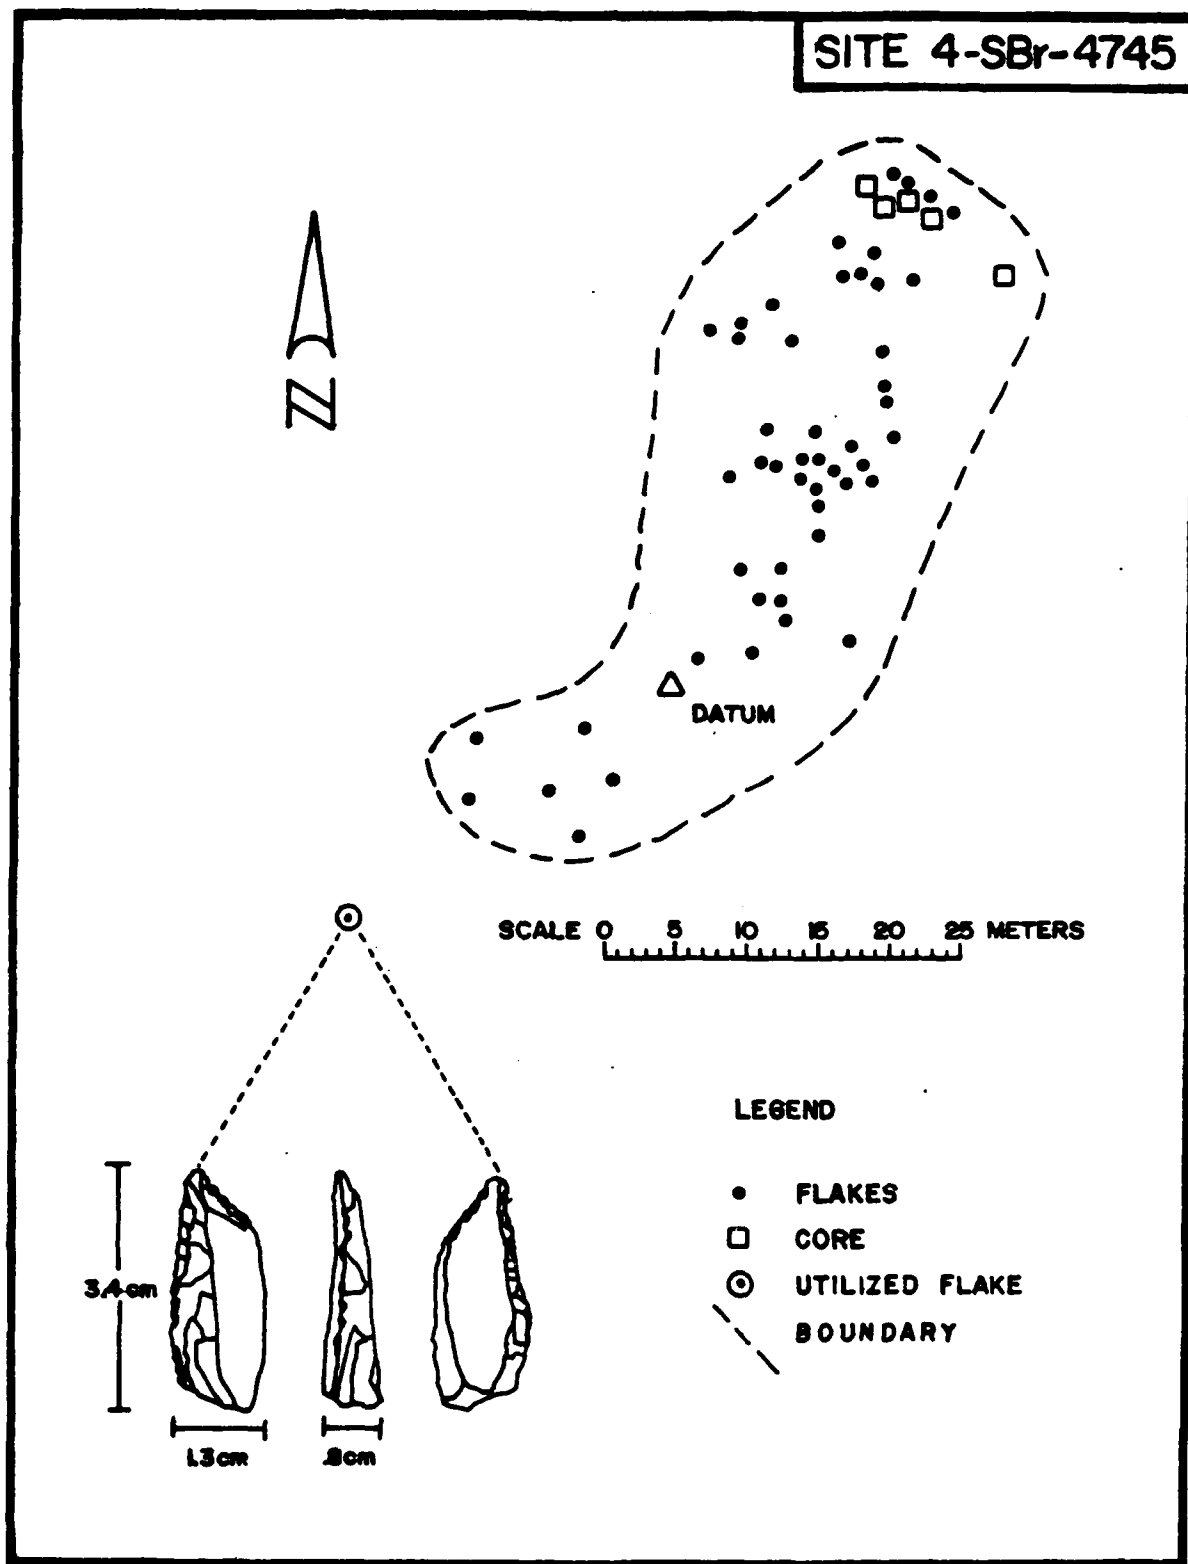 SITE 4-SBr-4745
N
DATUM
SCALE 0 5 10 15 20 25 METERS
LEGEND
FLAKES
CORE
UTILIZED FLAKE
BOUNDARY
3.4cm
1.3cm .8cm